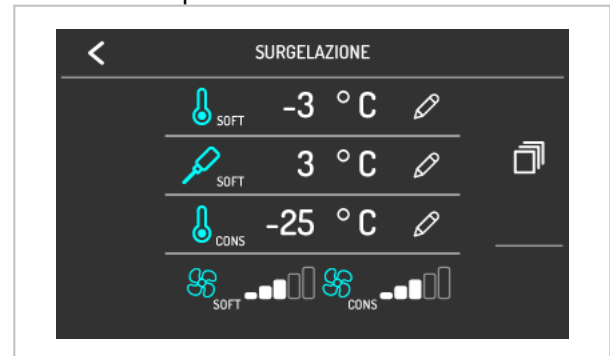 SURGELAZIONE
SOFT -3 °C
SOFT 3 °C
CONS -25 °C
SOFT CONS